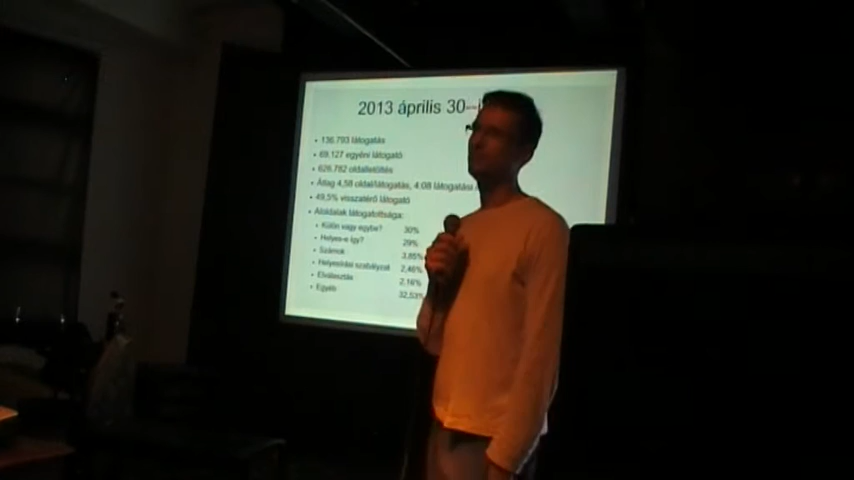 2013 április 30-i
136.793 látogatás
69.127 egyéni látogató
626.782 oldalletöltés
Átlag 4,58 oldal/látogatás, 4:08 látogatási
49,5% visszatérő látogató
Aloldalak látogatottsága:
Külön vagy egybe? 30%
Helyes-e így? 29%
Számok 3,85%
Helyesírási szabályzat 2,46%
Elválasztás 2,16%
Egyéb 32,53%